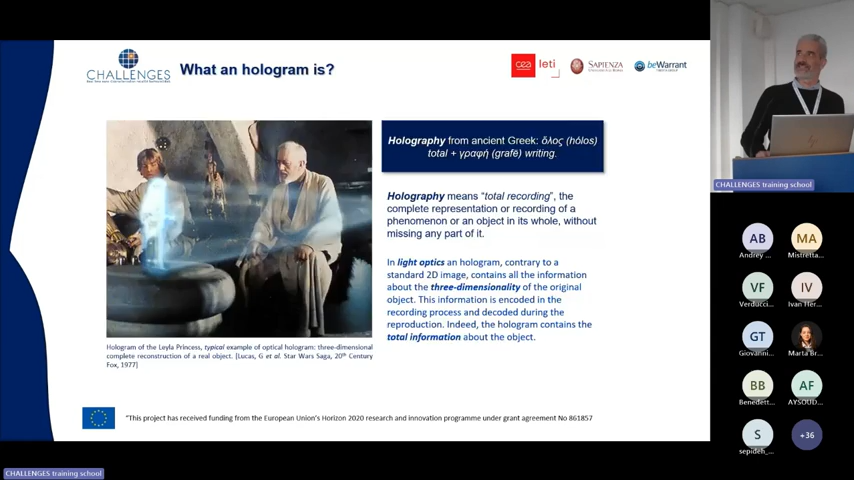 CHALLENGES
What an hologram is?
cea
leti
SAPIENZA
beWarrant
Holography from ancient Greek: ὅλος (hólos)
total + γραφή (grafē) writing.
Holography means “total recording”, the
complete representation or recording of a
phenomenon or an object in its whole, without
missing any part of it.
In light optics an hologram, contrary to a
standard 2D image, contains all the information
about the three-dimensionality of the original
object. This information is encoded in the
recording process and decoded during the
reproduction. Indeed, the hologram contains the
total information about the object.
Hologram of the Leyla Princess, typical example of optical hologram: three-dimensional
complete reconstruction of a real object. [Lucas, G et al. Star Wars Saga, 20th Century
Fox, 1977]
“This project has received funding from the European Union's Horizon 2020 research and innovation programme under grant agreement No 861857
CHALLENGES training school
CHALLENGES training school
AB
Andrey ...
MA
Mistretta...
VF
Verducci...
IV
Ivan Her...
GT
Giovanni...
Marta Br...
BB
Benedett...
AF
AYSOUD...
S
sepideh_...
+36